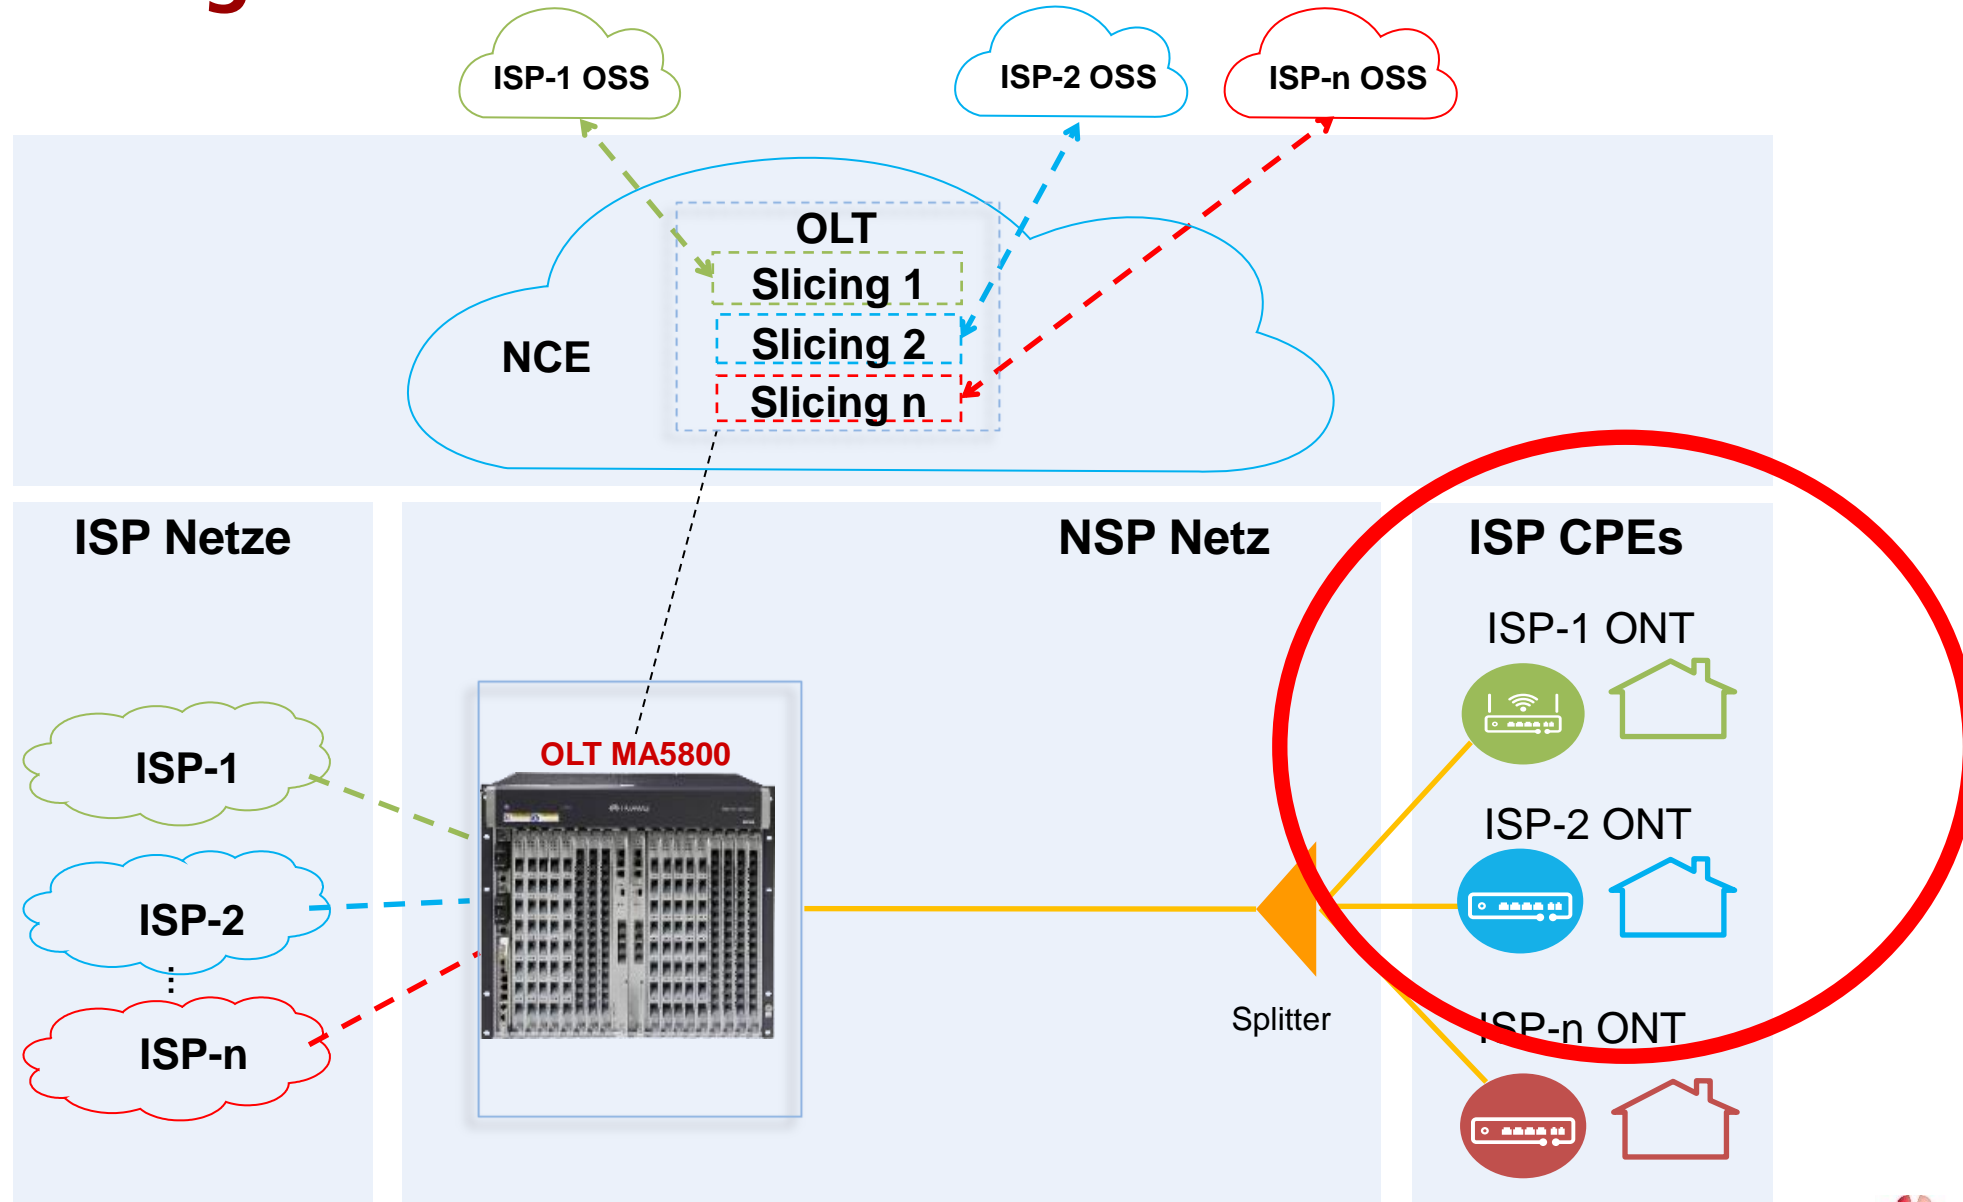 g
ISP-1 OSS
ISP-2 OSS
ISP-n OSS
OLT
Slicing 1
Slicing 2
Slicing n
NCE
ISP Netze
NSP Netz
ISP CPEs
ISP-1
ISP-2
⋮
ISP-n
OLT MA5800
HUAWEI
Splitter
ISP-1 ONT
ISP-2 ONT
ISP-n ONT